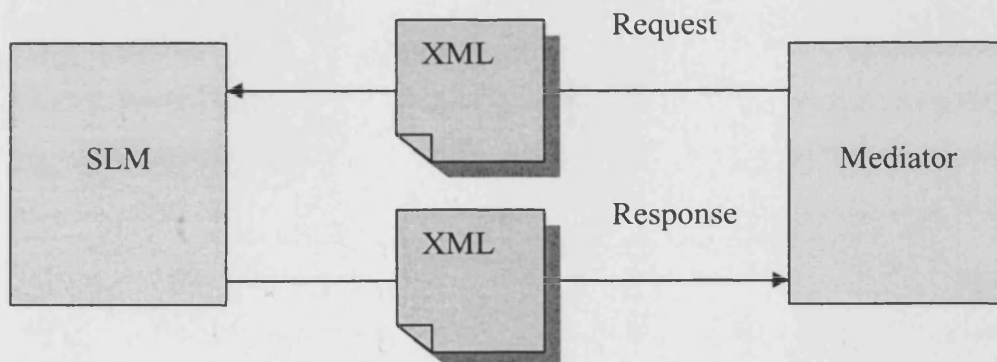 Request
XML
SLM
Mediator
Response
XML